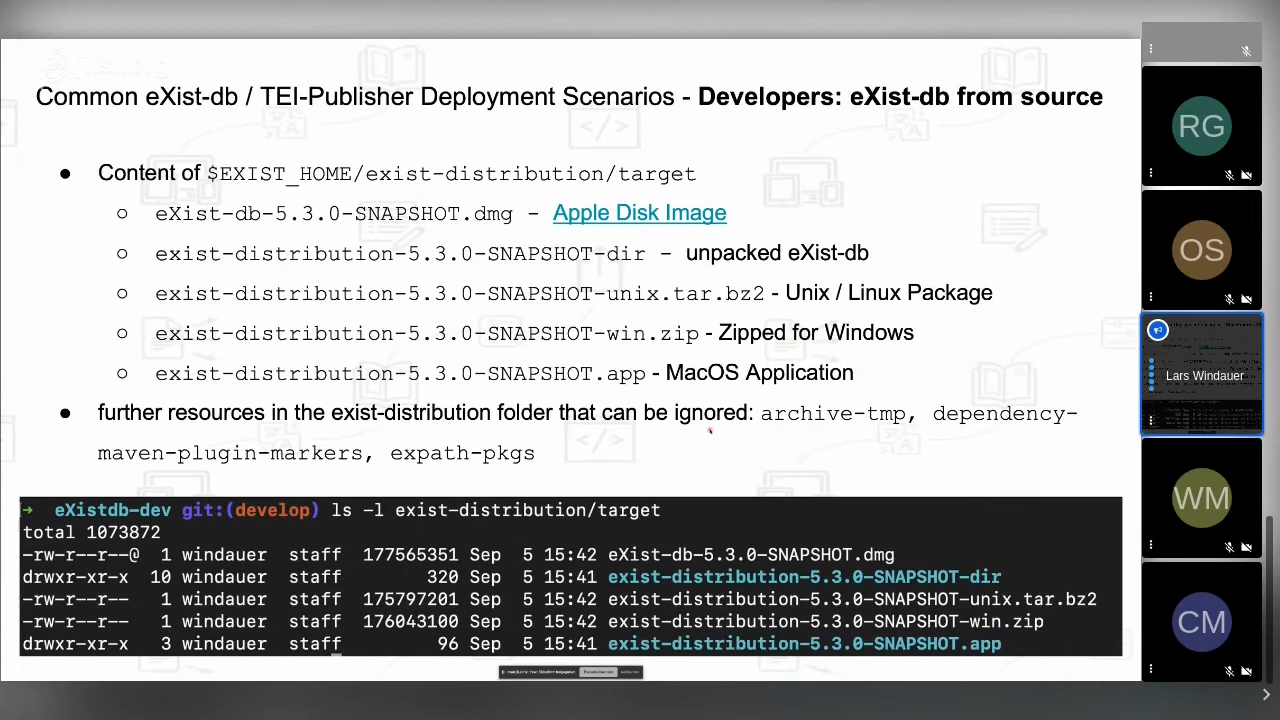 Common eXist-db / TEI-Publisher Deployment Scenarios - Developers: eXist-db from source
● Content of $EXIST_HOME/exist-distribution/target
○ eXist-db-5.3.0-SNAPSHOT.dmg - Apple Disk Image
○ exist-distribution-5.3.0-SNAPSHOT-dir - unpacked eXist-db
○ exist-distribution-5.3.0-SNAPSHOT-unix.tar.bz2 - Unix / Linux Package
○ exist-distribution-5.3.0-SNAPSHOT-win.zip - Zipped for Windows
○ exist-distribution-5.3.0-SNAPSHOT.app - MacOS Application
● further resources in the exist-distribution folder that can be ignored: archive-tmp, dependency-
maven-plugin-markers, expath-pkgs
→ eXistdb-dev git:(develop) ls -l exist-distribution/target
total 1073872
-rw-r--r--@ 1 windauer staff 177565351 Sep 5 15:42 eXist-db-5.3.0-SNAPSHOT.dmg
drwxr-xr-x 10 windauer staff 320 Sep 5 15:41 exist-distribution-5.3.0-SNAPSHOT-dir
-rw-r--r-- 1 windauer staff 175797201 Sep 5 15:42 exist-distribution-5.3.0-SNAPSHOT-unix.tar.bz2
-rw-r--r-- 1 windauer staff 176043100 Sep 5 15:42 exist-distribution-5.3.0-SNAPSHOT-win.zip
drwxr-xr-x 3 windauer staff 96 Sep 5 15:41 exist-distribution-5.3.0-SNAPSHOT.app
RG
OS
Lars Windauer
WM
CM